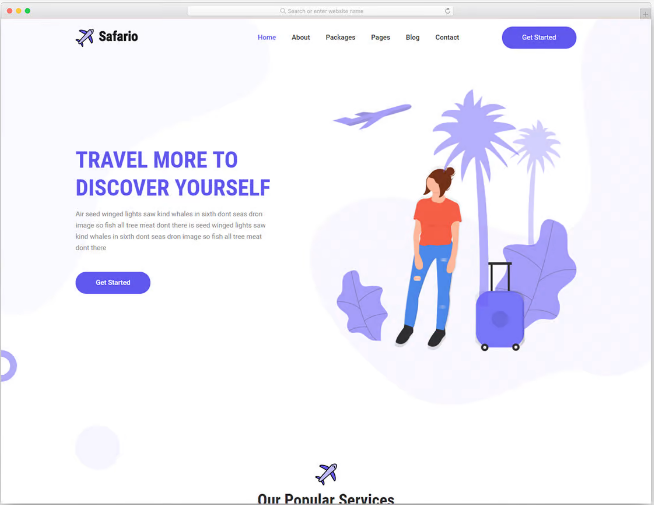 Search or enter website name
Safario
Home About Packages Pages Blog Contact Get Started
TRAVEL MORE TO
DISCOVER YOURSELF
Air seed winged lights saw kind whales in sixth dont seas dron
image so fish all tree meat dont there is seed winged lights saw
kind whales in sixth dont seas dron image so fish all tree meat
dont there
Get Started
Our Popular Services